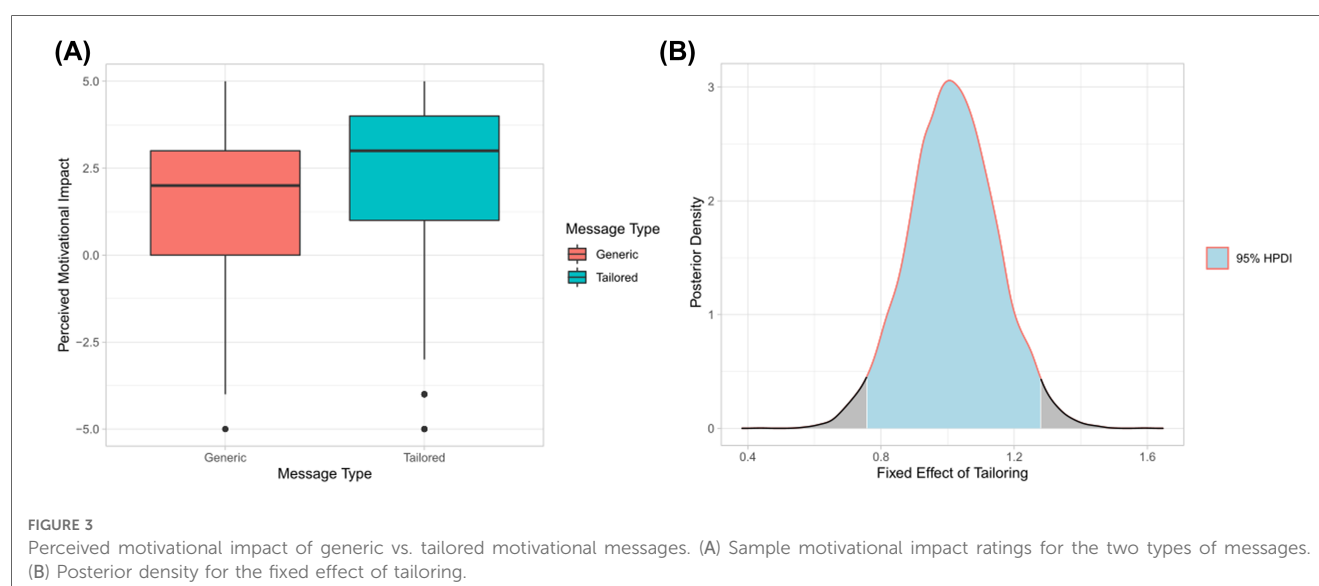 (A)
5.0
2.5
0.0
−2.5
−5.0
Perceived Motivational Impact
Generic
Tailored
Message Type
Message Type
Generic
Tailored
(B)
3
2
1
0
Posterior Density
0.4
0.8
1.2
1.6
Fixed Effect of Tailoring
95% HPDI
FIGURE 3
Perceived motivational impact of generic vs. tailored motivational messages. (A) Sample motivational impact ratings for the two types of messages.
(B) Posterior density for the fixed effect of tailoring.